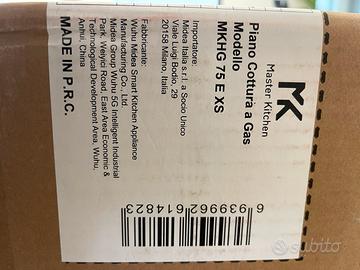 MK
Master Kitchen
Piano Cottura a Gas
Modello
MKHG 75 E XS
Importatore:
Midea Italia s.r.l. a Socio Unico
Viale Luigi Bodio, 29
20158 Milano, Italia
Fabbricante:
Wuhu Midea Smart Kitchen Appliance
Manufacturing Co., Ltd.
Midea Group Wuhu 5G Intelligent Industrial
Park, Weiyici Road, East Area Economic &
Technological Development Area, Wuhu,
Anhui, China
MADE IN P.R.C.
6 939962 614823
subito